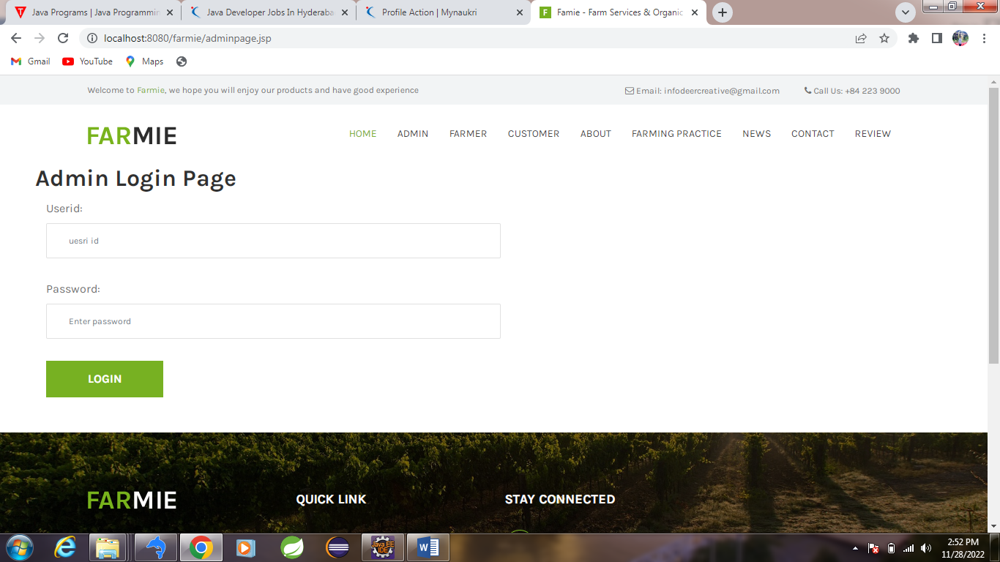 Java Programs | Java Programmin
Java Developer Jobs In Hyderaba
Profile Action | Mynaukri
F Famie - Farm Services & Organic
localhost:8080/farmie/adminpage.jsp
Gmail YouTube Maps
Welcome to Farmie, we hope you will enjoy our products and have good experience
Email: infodeercreative@gmail.com Call Us: +84 223 9000
FARMIE
HOME ADMIN FARMER CUSTOMER ABOUT FARMING PRACTICE NEWS CONTACT REVIEW
Admin Login Page
Userid:
uesri id
Password:
Enter password
LOGIN
FARMIE QUICK LINK STAY CONNECTED
Java EE
IDE
W
2:52 PM
11/28/2022